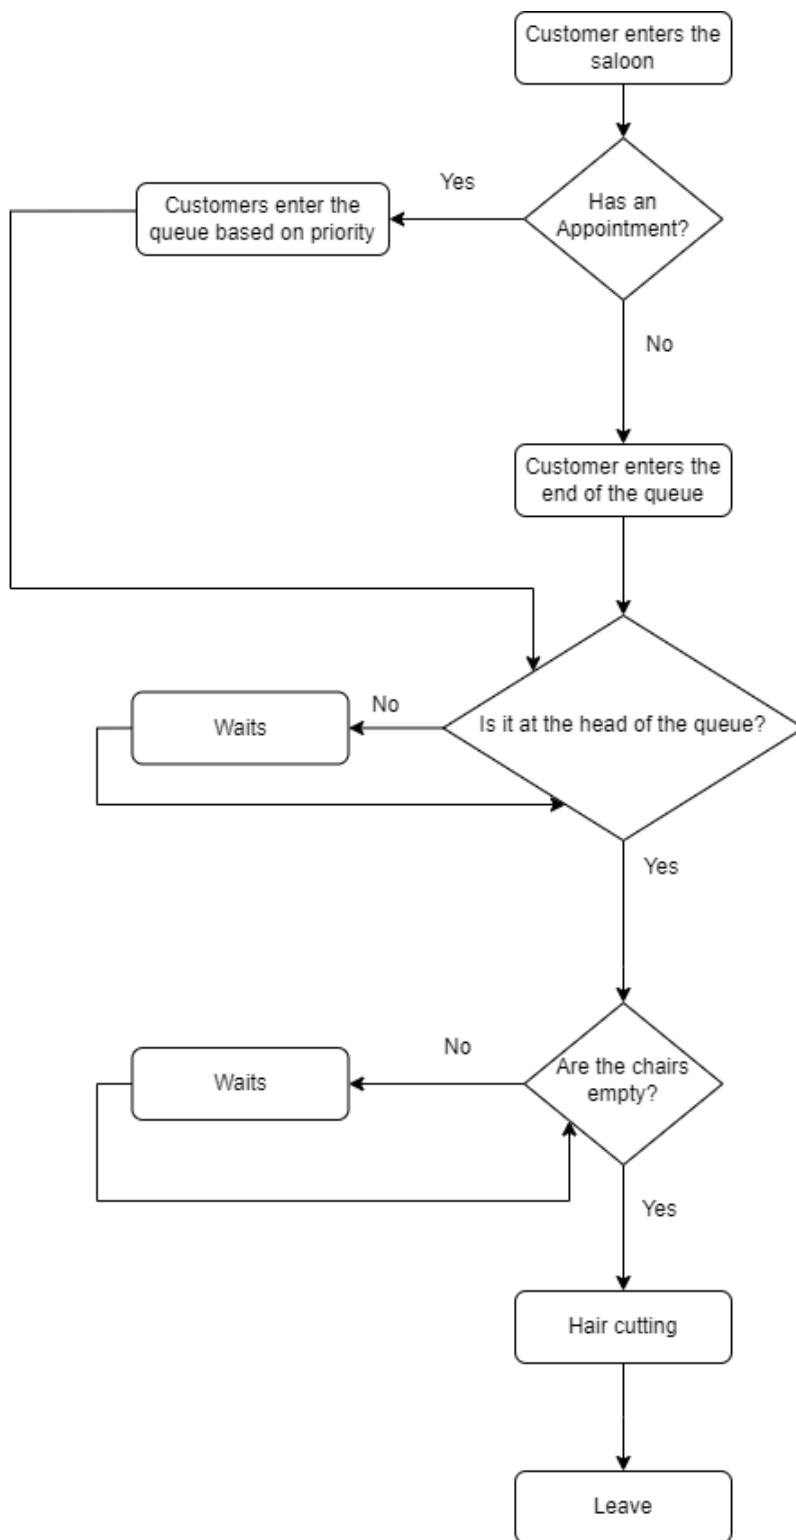 Customer enters the
saloon
Yes
Has an
Appointment?
Customers enter the
queue based on priority
No
Customer enters the
end of the queue
No
Is it at the head of the queue?
Waits
Yes
No
Are the chairs
empty?
Waits
Yes
Hair cutting
Leave